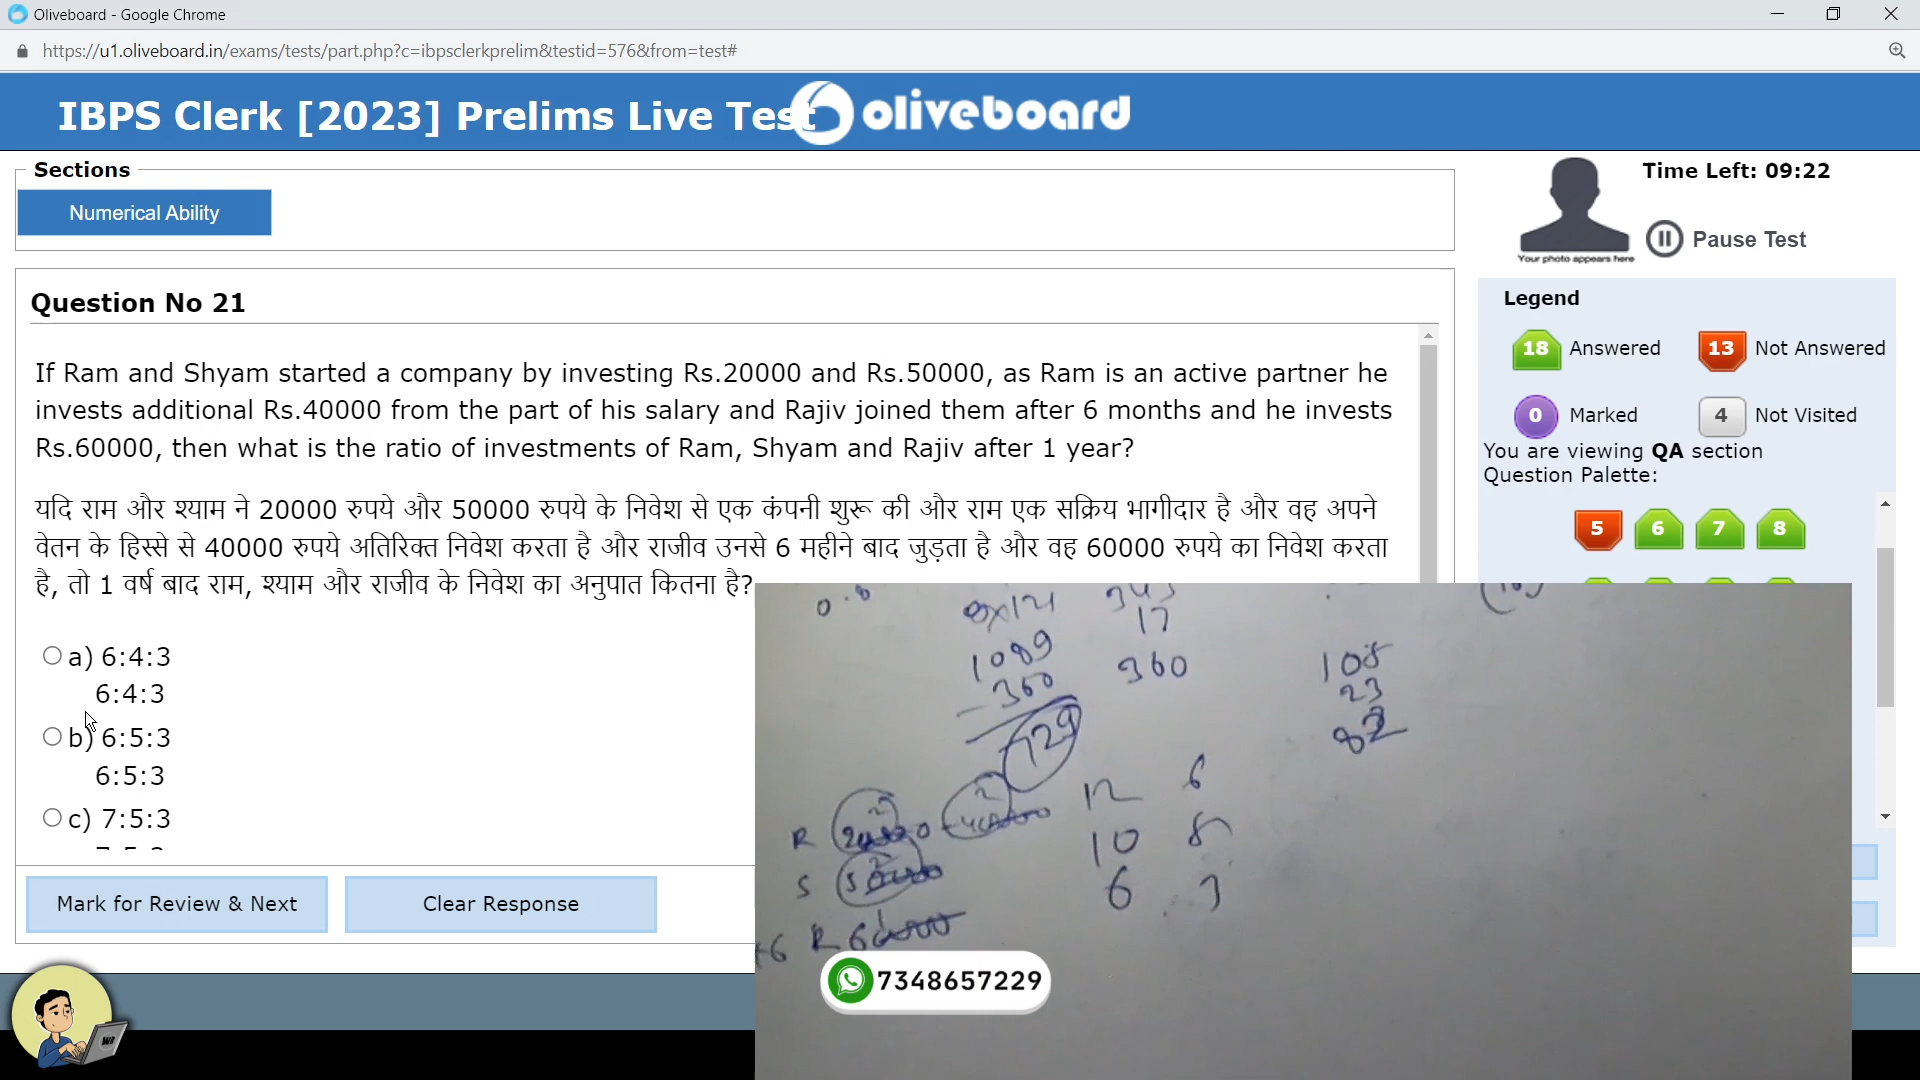 Oliveboard - Google Chrome
https://u1.oliveboard.in/exams/tests/part.php?c=ibpsclerkprelim&testid=576&from=test#
IBPS Clerk [2023] Prelims Live Test
oliveboard
Sections
Numerical Ability
Time Left: 09:22
Your photo appears here
Pause Test
Question No 21
If Ram and Shyam started a company by investing Rs.20000 and Rs.50000, as Ram is an active partner he
invests additional Rs.40000 from the part of his salary and Rajiv joined them after 6 months and he invests
Rs.60000, then what is the ratio of investments of Ram, Shyam and Rajiv after 1 year?
यदि राम और श्याम ने 20000 रुपये और 50000 रुपये के निवेश से एक कंपनी शुरू की और राम एक सक्रिय भागीदार है और वह अपने
वेतन के हिस्से से 40000 रुपये अतिरिक्त निवेश करता है और राजीव उनसे 6 महीने बाद जुड़ता है और वह 60000 रुपये का निवेश करता
है, तो 1 वर्ष बाद राम, श्याम और राजीव के निवेश का अनुपात कितना है?
a) 6:4:3
6:4:3
b) 6:5:3
6:5:3
c) 7:5:3
Mark for Review & Next
Clear Response
Legend
18 Answered
13 Not Answered
0 Marked
4 Not Visited
You are viewing QA section
Question Palette:
5 6 7 8
17
1089 360
360
729
108
23
82
12 6
10
6
7348657229